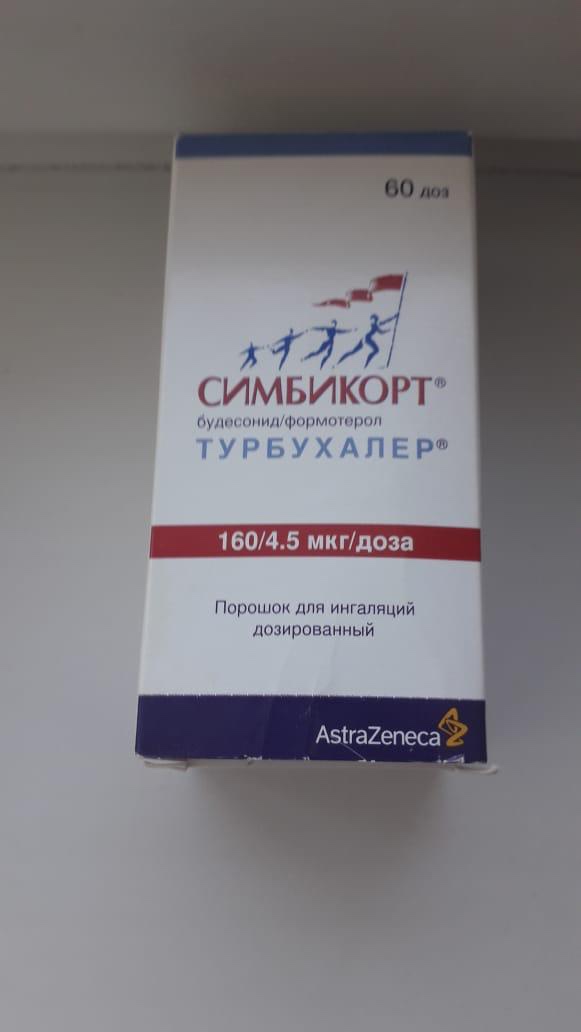 60 доз
СИМБИКОРТ®
будесонид/формотерол
ТУРБУХАЛЕР®
160/4.5 мкг/доза
Порошок для ингаляций
дозированный
AstraZeneca